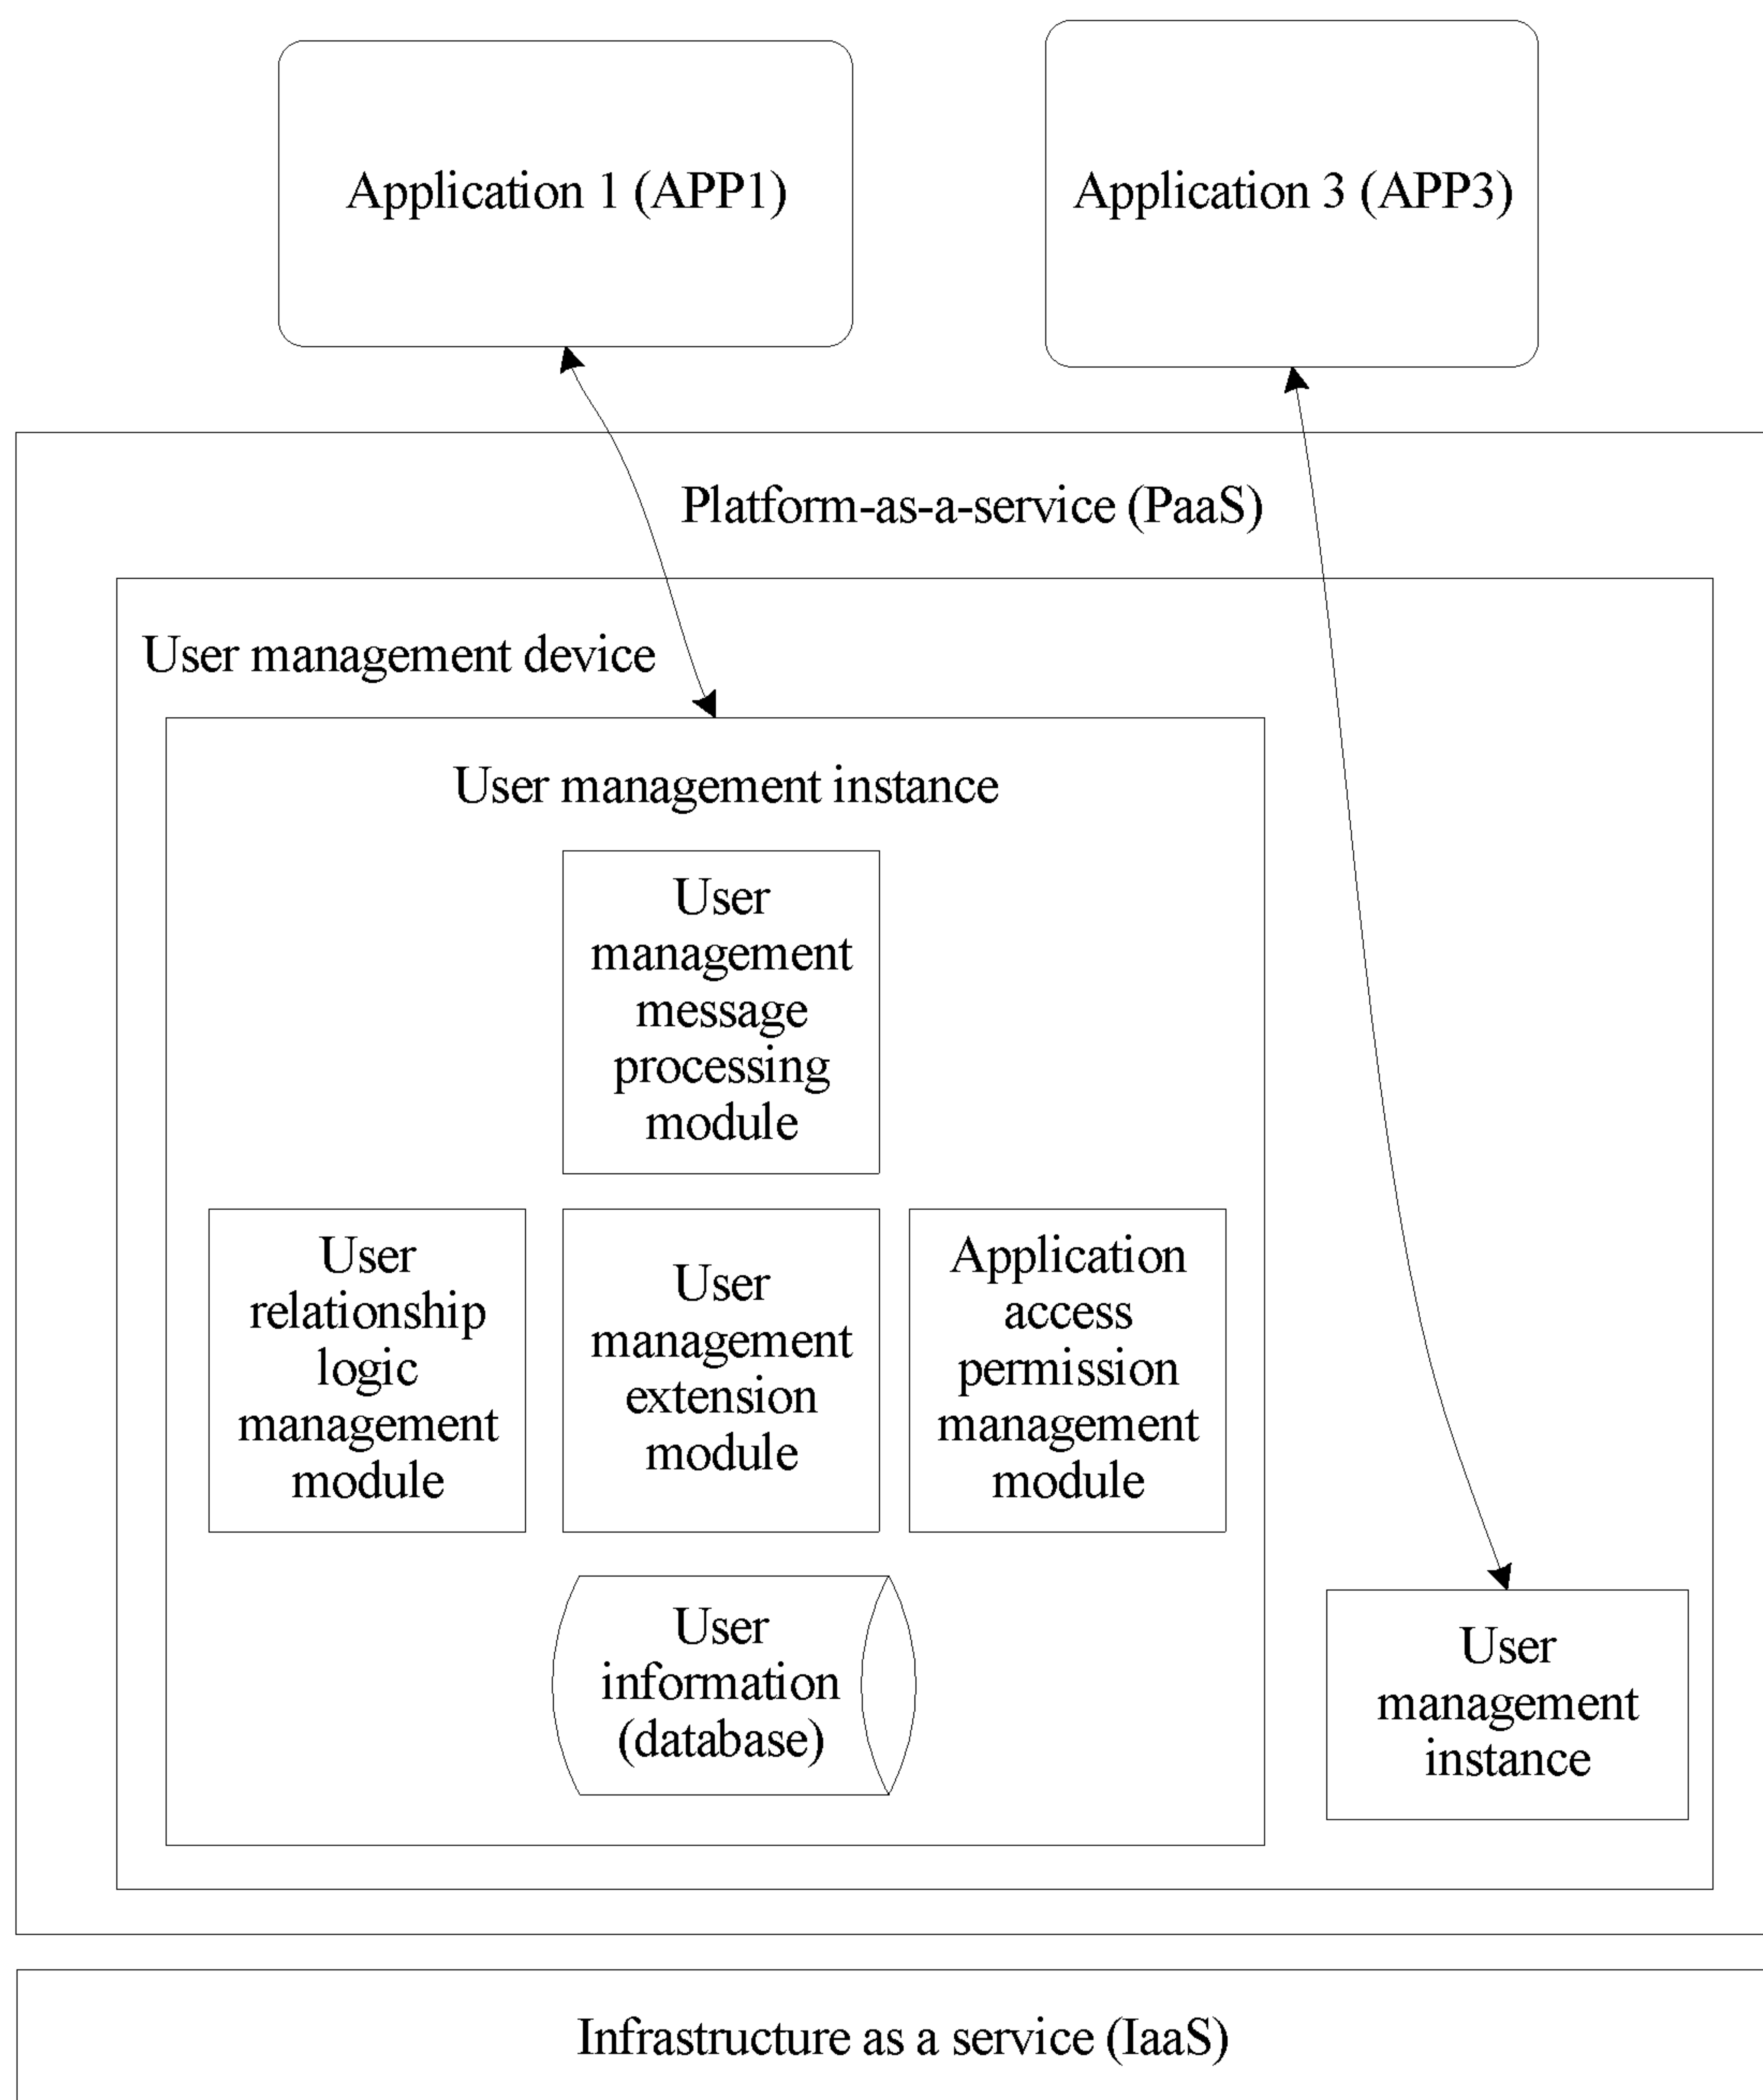 Application 1 (APP1)
Application 3 (APP3)
Platform-as-a-service (PaaS)
User management device
User management instance
User
management
message
processing
module
User
relationship
logic
management
module
User
management
extension
module
Application
access
permission
management
module
User
information
(database)
User
management
instance
Infrastructure as a service (IaaS)